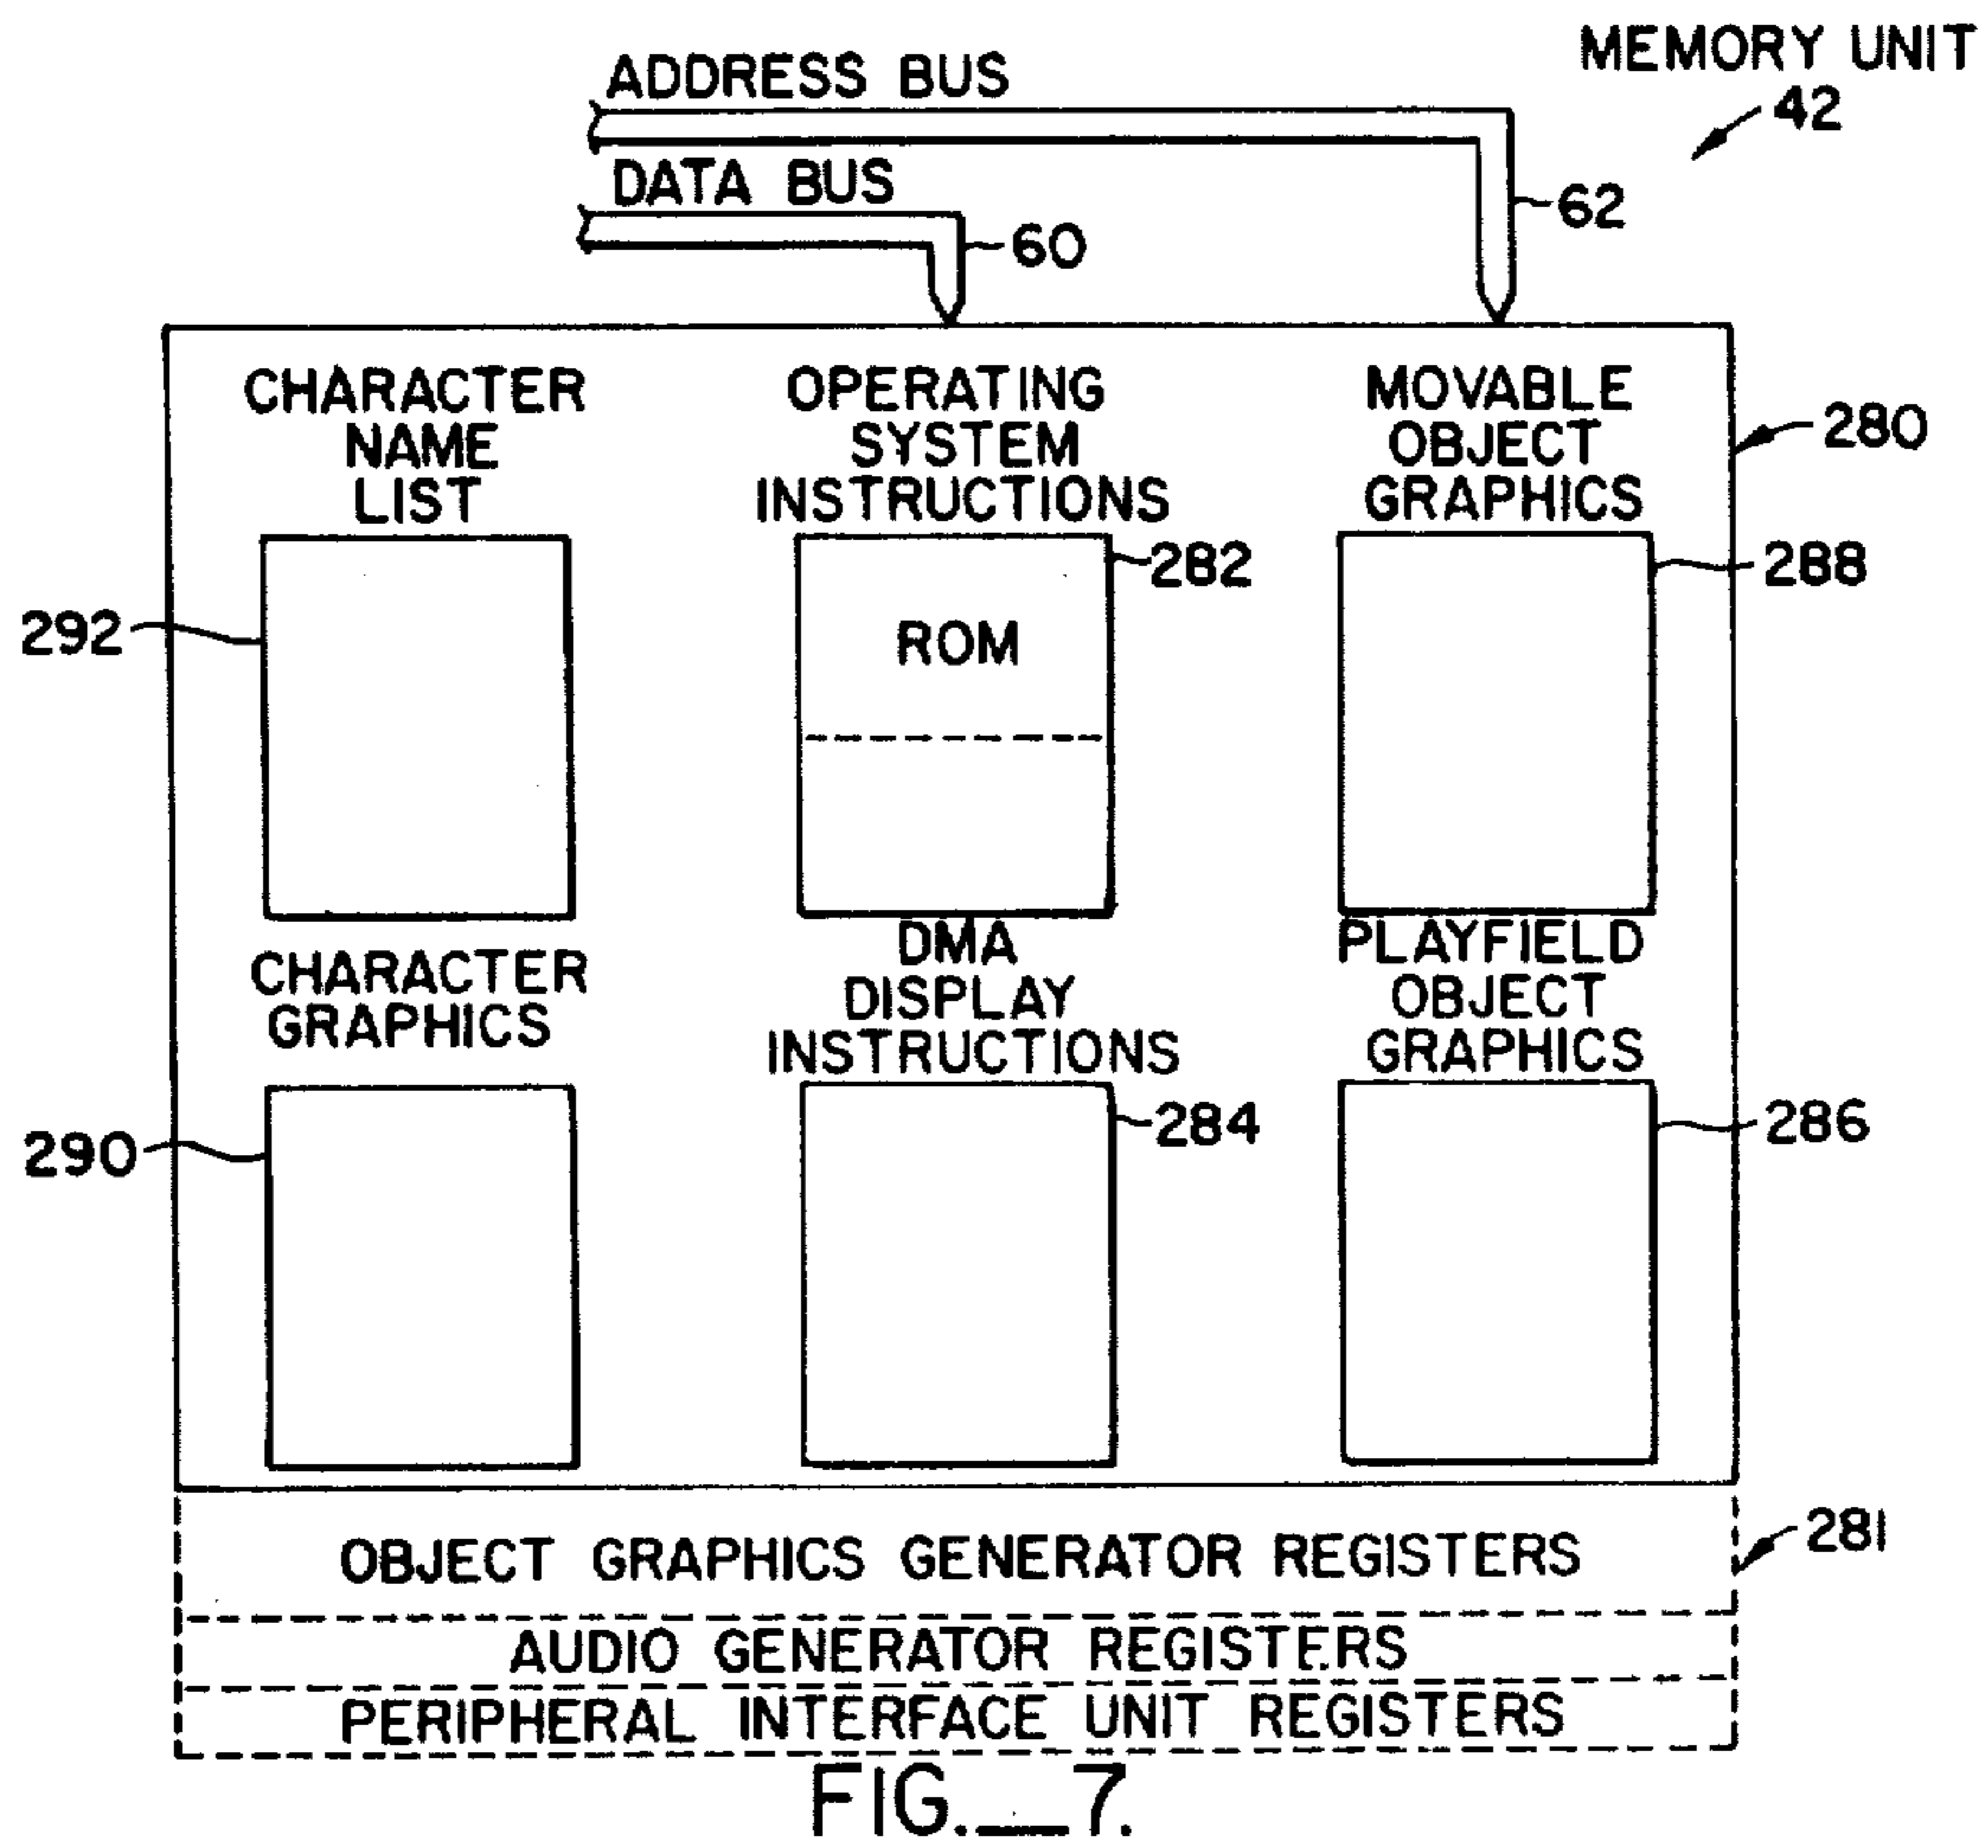 MEMORY UNIT
42
ADDRESS BUS
62
DATA BUS
60
280
CHARACTER
NAME
LIST
292
OPERATING
SYSTEM
INSTRUCTIONS
282
ROM
MOVABLE
OBJECT
GRAPHICS
288
CHARACTER
GRAPHICS
290
DMA
DISPLAY
INSTRUCTIONS
284
PLAYFIELD
OBJECT
GRAPHICS
286
281
OBJECT GRAPHICS GENERATOR REGISTERS
AUDIO GENERATOR REGISTERS
PERIPHERAL INTERFACE UNIT REGISTERS
FIG.__7.